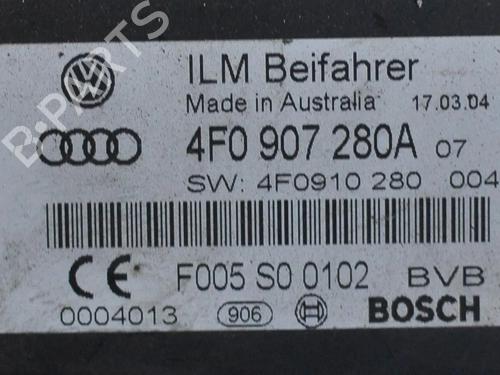 ILM Beifahrer
Made in Australia 17.03.04
4F0 907 280A 07
SW: 4F0910 280 004
CE F005 S0 0102 BVB
0004013 906 BOSCH
B-PARTS